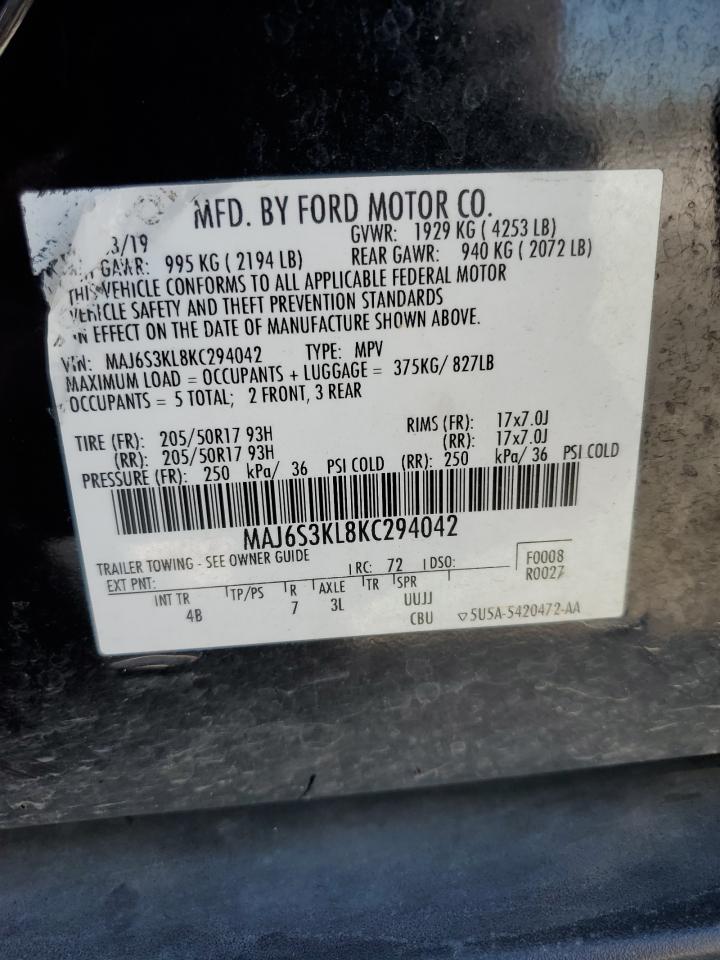 MFD. BY FORD MOTOR CO.
3/19 GVWR: 1929 KG ( 4253 LB)
GAWR: 995 KG ( 2194 LB) REAR GAWR: 940 KG ( 2072 LB)
THIS VEHICLE CONFORMS TO ALL APPLICABLE FEDERAL MOTOR
VEHICLE SAFETY AND THEFT PREVENTION STANDARDS
IN EFFECT ON THE DATE OF MANUFACTURE SHOWN ABOVE.
VIN: MAJ6S3KL8KC294042 TYPE: MPV
MAXIMUM LOAD = OCCUPANTS + LUGGAGE = 375KG/ 827LB
OCCUPANTS = 5 TOTAL; 2 FRONT, 3 REAR
TIRE (FR): 205/50R17 93H RIMS (FR): 17x7.0J
(RR): 205/50R17 93H (RR): 17x7.0J
PRESSURE (FR): 250 kPa/ 36 PSI COLD (RR): 250 kPa/ 36 PSI COLD
MAJ6S3KL8KC294042
TRAILER TOWING - SEE OWNER GUIDE
EXT PNT: RC: 72 DSO: F0008
R0027
INT TR TP/PS R AXLE TR SPR
4B 7 3L UUJJ
CBU ▽5U5A-5420472-AA